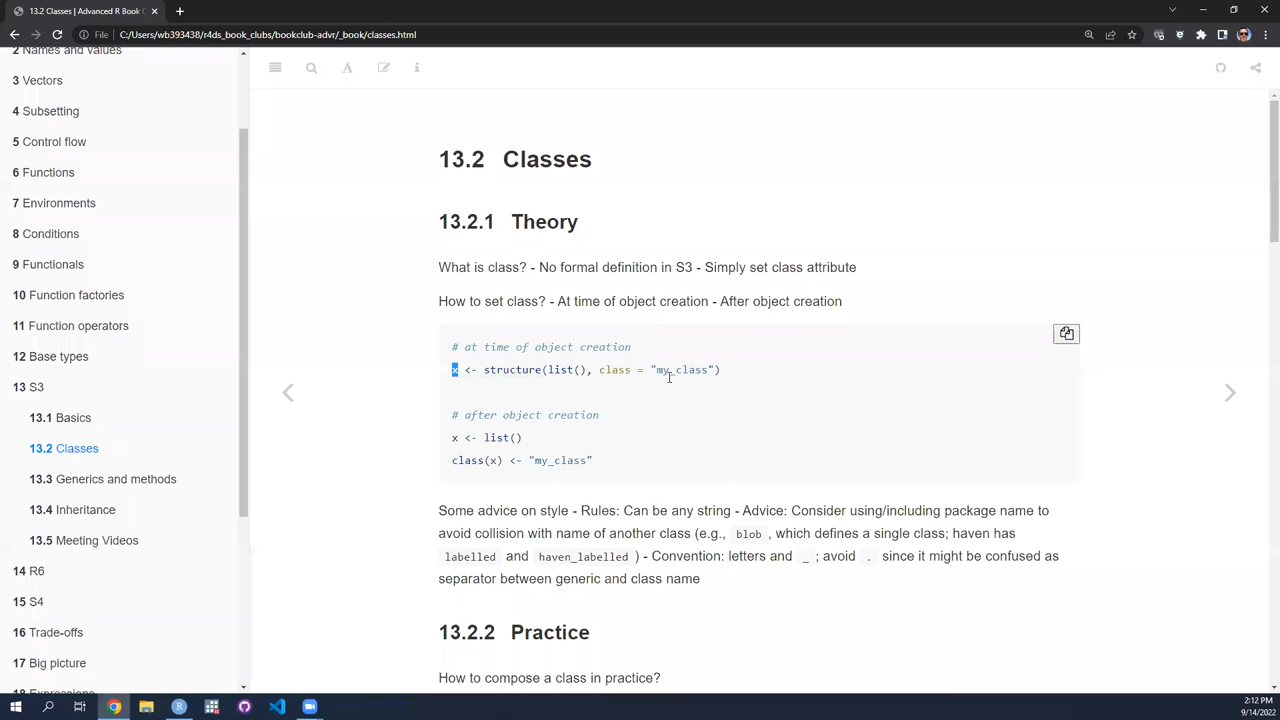 13.2 Classes | Advanced R Book C
File
C:/Users/wb393438/r4ds_book_clubs/bookclub-advr/_book/classes.html
2 Names and values
3 Vectors
4 Subsetting
5 Control flow
6 Functions
7 Environments
8 Conditions
9 Functionals
10 Function factories
11 Function operators
12 Base types
13 S3
13.1 Basics
13.2 Classes
13.3 Generics and methods
13.4 Inheritance
13.5 Meeting Videos
14 R6
15 S4
16 Trade-offs
17 Big picture
18 Expressions
13.2 Classes
13.2.1 Theory
What is class? - No formal definition in S3 - Simply set class attribute
How to set class? - At time of object creation - After object creation
# at time of object creation
x <- structure(list(), class = "my_class")
# after object creation
x <- list()
class(x) <- "my_class"
Some advice on style - Rules: Can be any string - Advice: Consider using/including package name to
avoid collision with name of another class (e.g., blob, which defines a single class; haven has
labelled and haven_labelled ) - Convention: letters and _ ; avoid . since it might be confused as
separator between generic and class name
13.2.2 Practice
How to compose a class in practice?
2:12 PM
9/14/2022